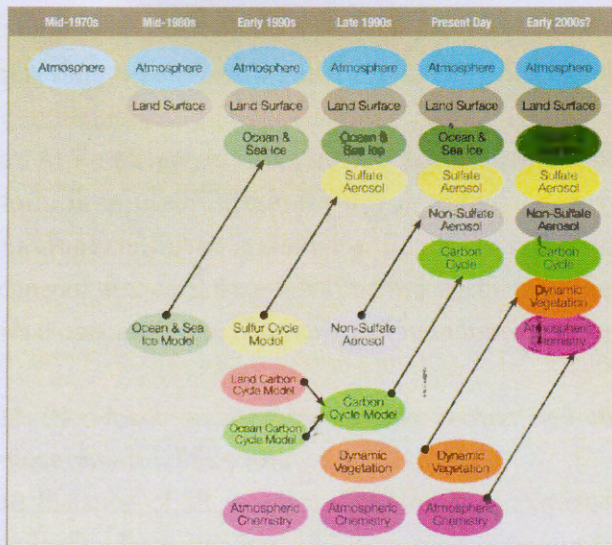 Mid-1970s
Mid-1980s
Early 1990s
Late 1990s
Present Day
Early 2000s?
Atmosphere
Atmosphere
Atmosphere
Atmosphere
Atmosphere
Atmosphere
Land Surface
Land Surface
Land Surface
Land Surface
Land Surface
Ocean &
Sea Ice
Ocean &
Sea Ice
Ocean &
Sea Ice
Sulfate
Aerosol
Sulfate
Aerosol
Sulfate
Aerosol
Non-Sulfate
Aerosol
Non-Sulfate
Aerosol
Carbon
Cycle
Carbon
Cycle
Dynamic
Vegetation
Atmospheric
Chemistry
Ocean & Sea
Ice Model
Sulfur Cycle
Model
Non-Sulfate
Aerosol
Land Carbon
Cycle Model
Carbon
Cycle Model
Ocean Carbon
Cycle Model
Dynamic
Vegetation
Dynamic
Vegetation
Atmospheric
Chemistry
Atmospheric
Chemistry
Atmospheric
Chemistry